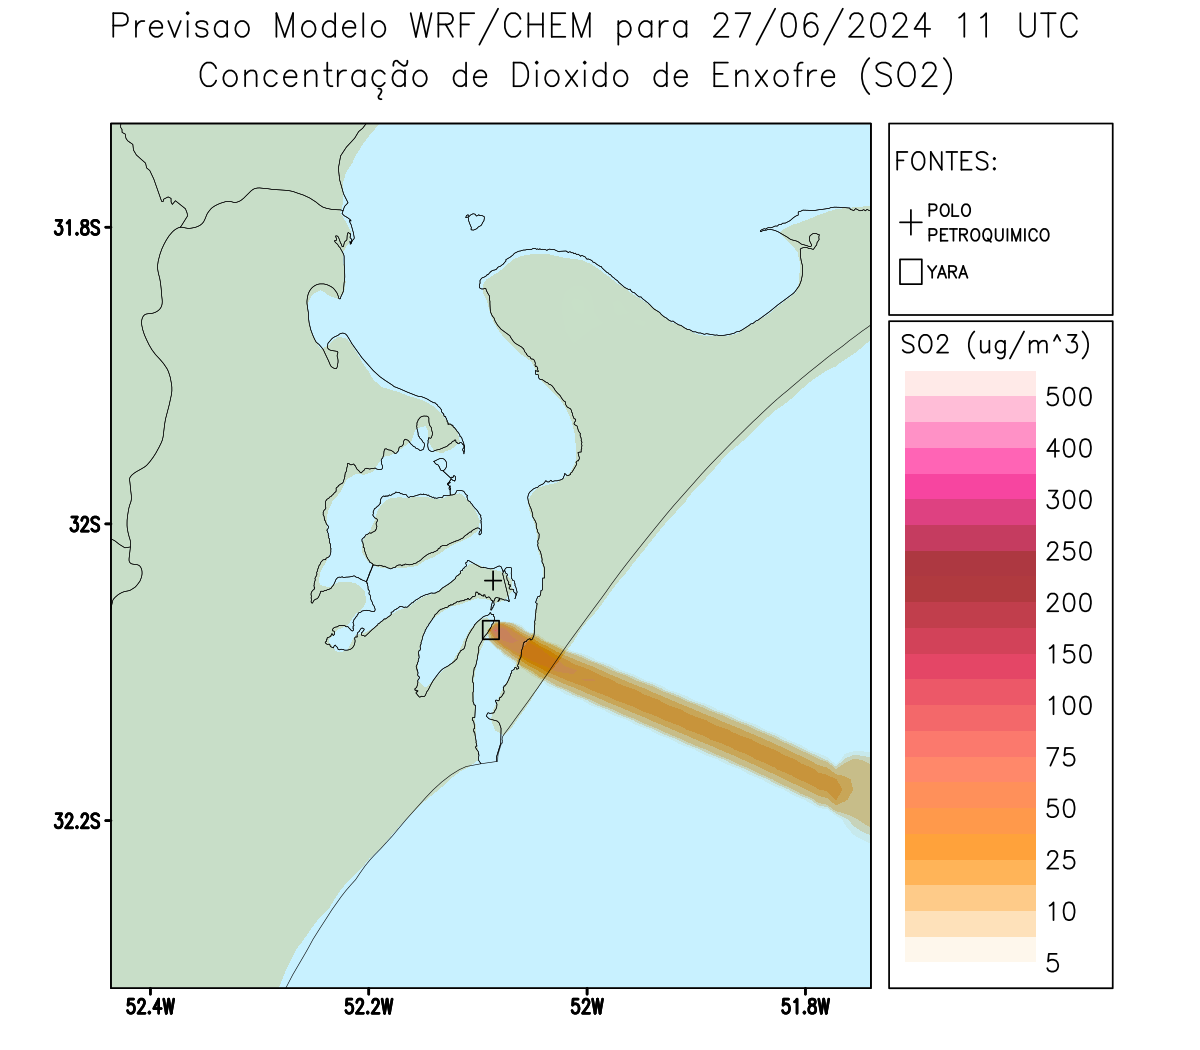 Previsao Modelo WRF/CHEM para 27/06/2024 11 UTC
Concentração de Dioxido de Enxofre (SO2)
FONTES:
POLO
PETROQUIMICO
YARA
SO2 (ug/m^3)
500
400
300
250
200
150
100
75
50
25
10
5
31.8S
32S
32.2S
52.4W
52.2W
52W
51.8W